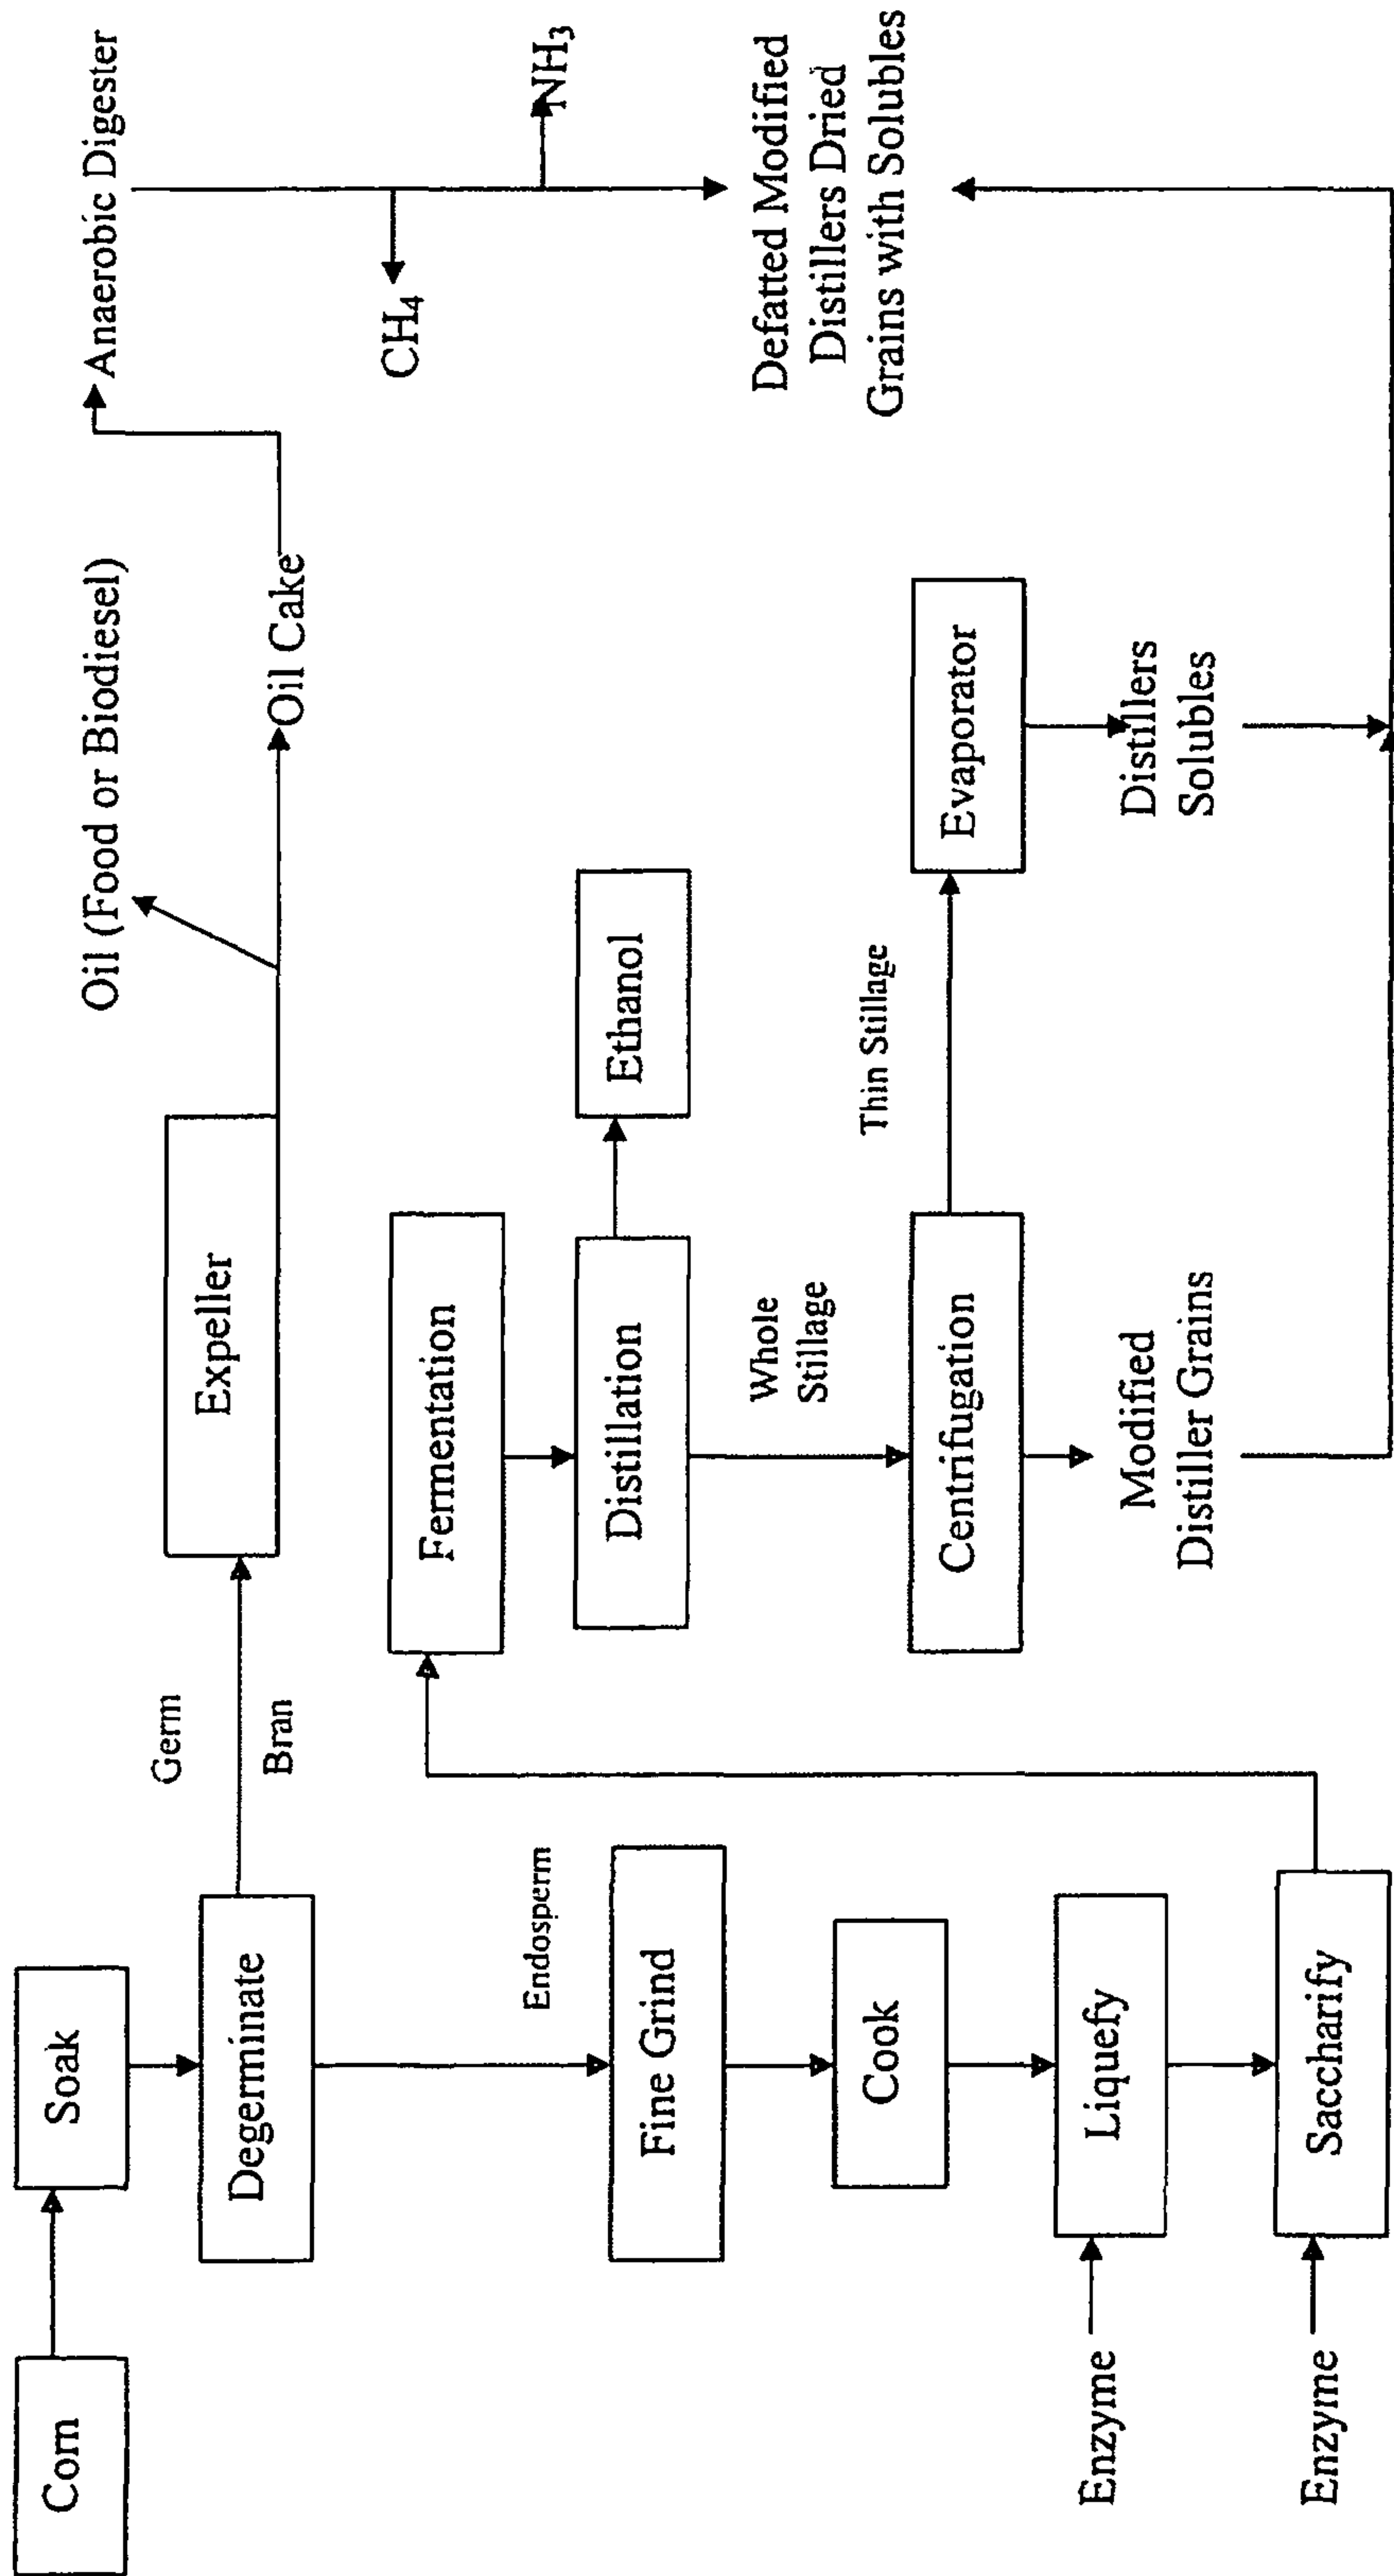 Corn
Soak
Degerminate
Germ
Bran
Expeller
Oil (Food or Biodiesel)
Oil Cake
Anaerobic Digester
CH₄
NH₃
Defatted Modified
Distillers Dried
Grains with Solubles
Endosperm
Fine Grind
Cook
Enzyme
Liquefy
Enzyme
Saccharify
Fermentation
Distillation
Ethanol
Whole
Stillage
Centrifugation
Thin Stillage
Evaporator
Modified
Distiller Grains
Distillers
Solubles